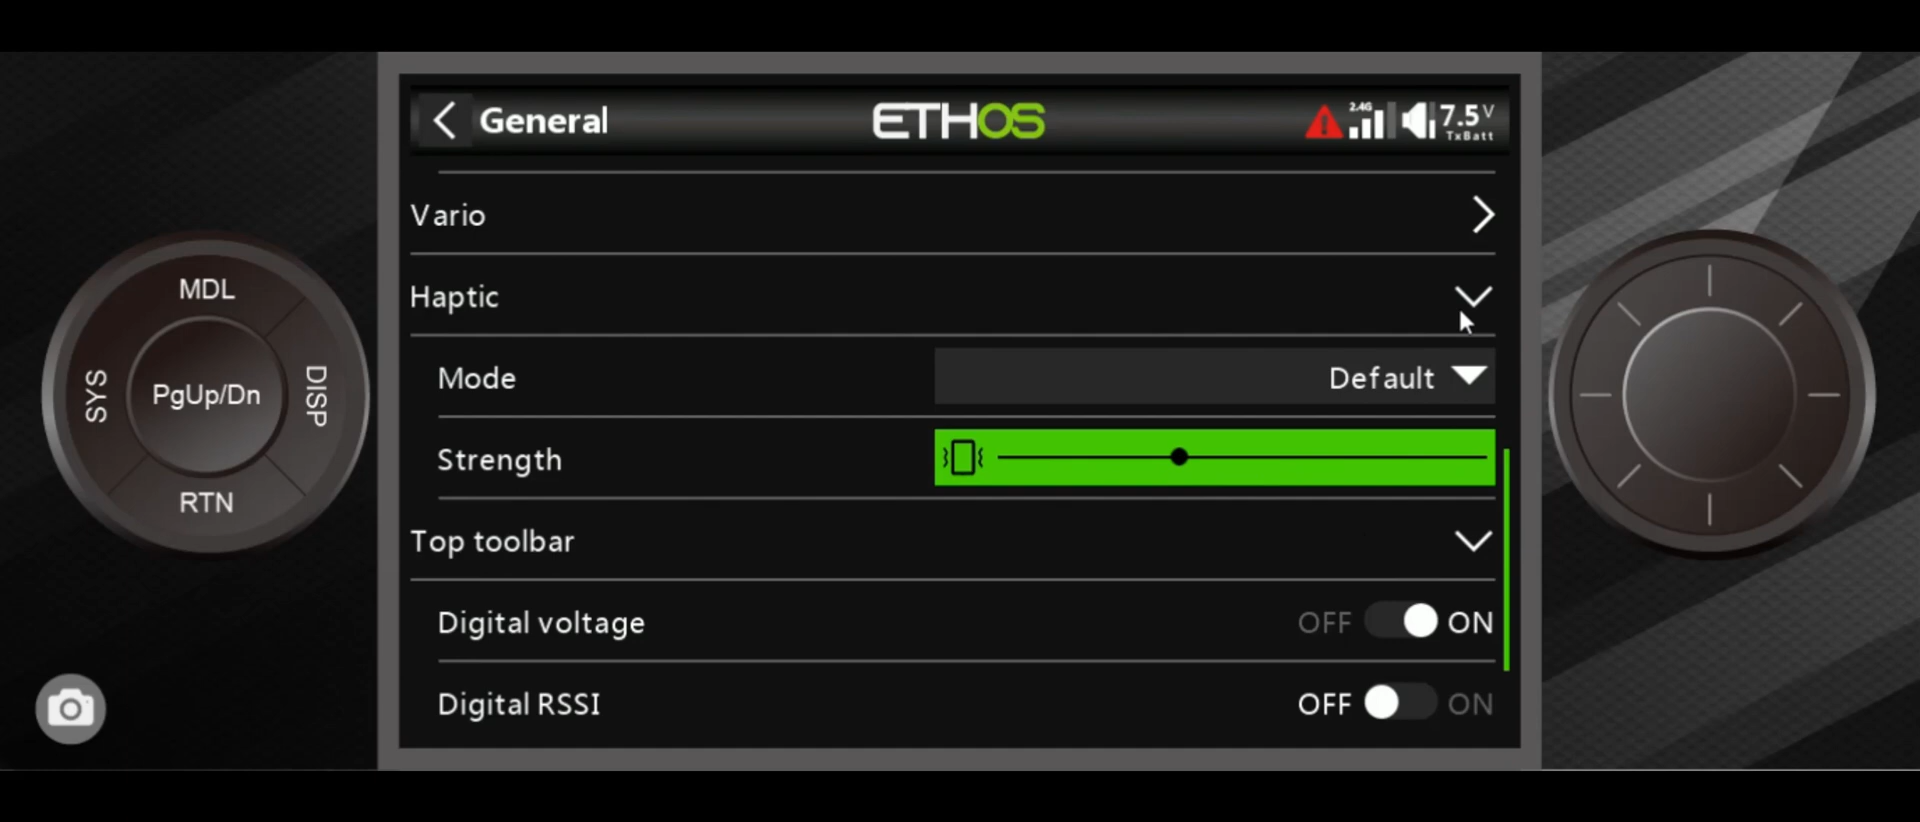 General
ETHOS
2.4G
7.5V
TxBatt
Vario
Haptic
MDL
SYS
PgUp/Dn
DISP
RTN
Mode
Default
Strength
Top toolbar
Digital voltage
OFF ON
Digital RSSI
OFF ON